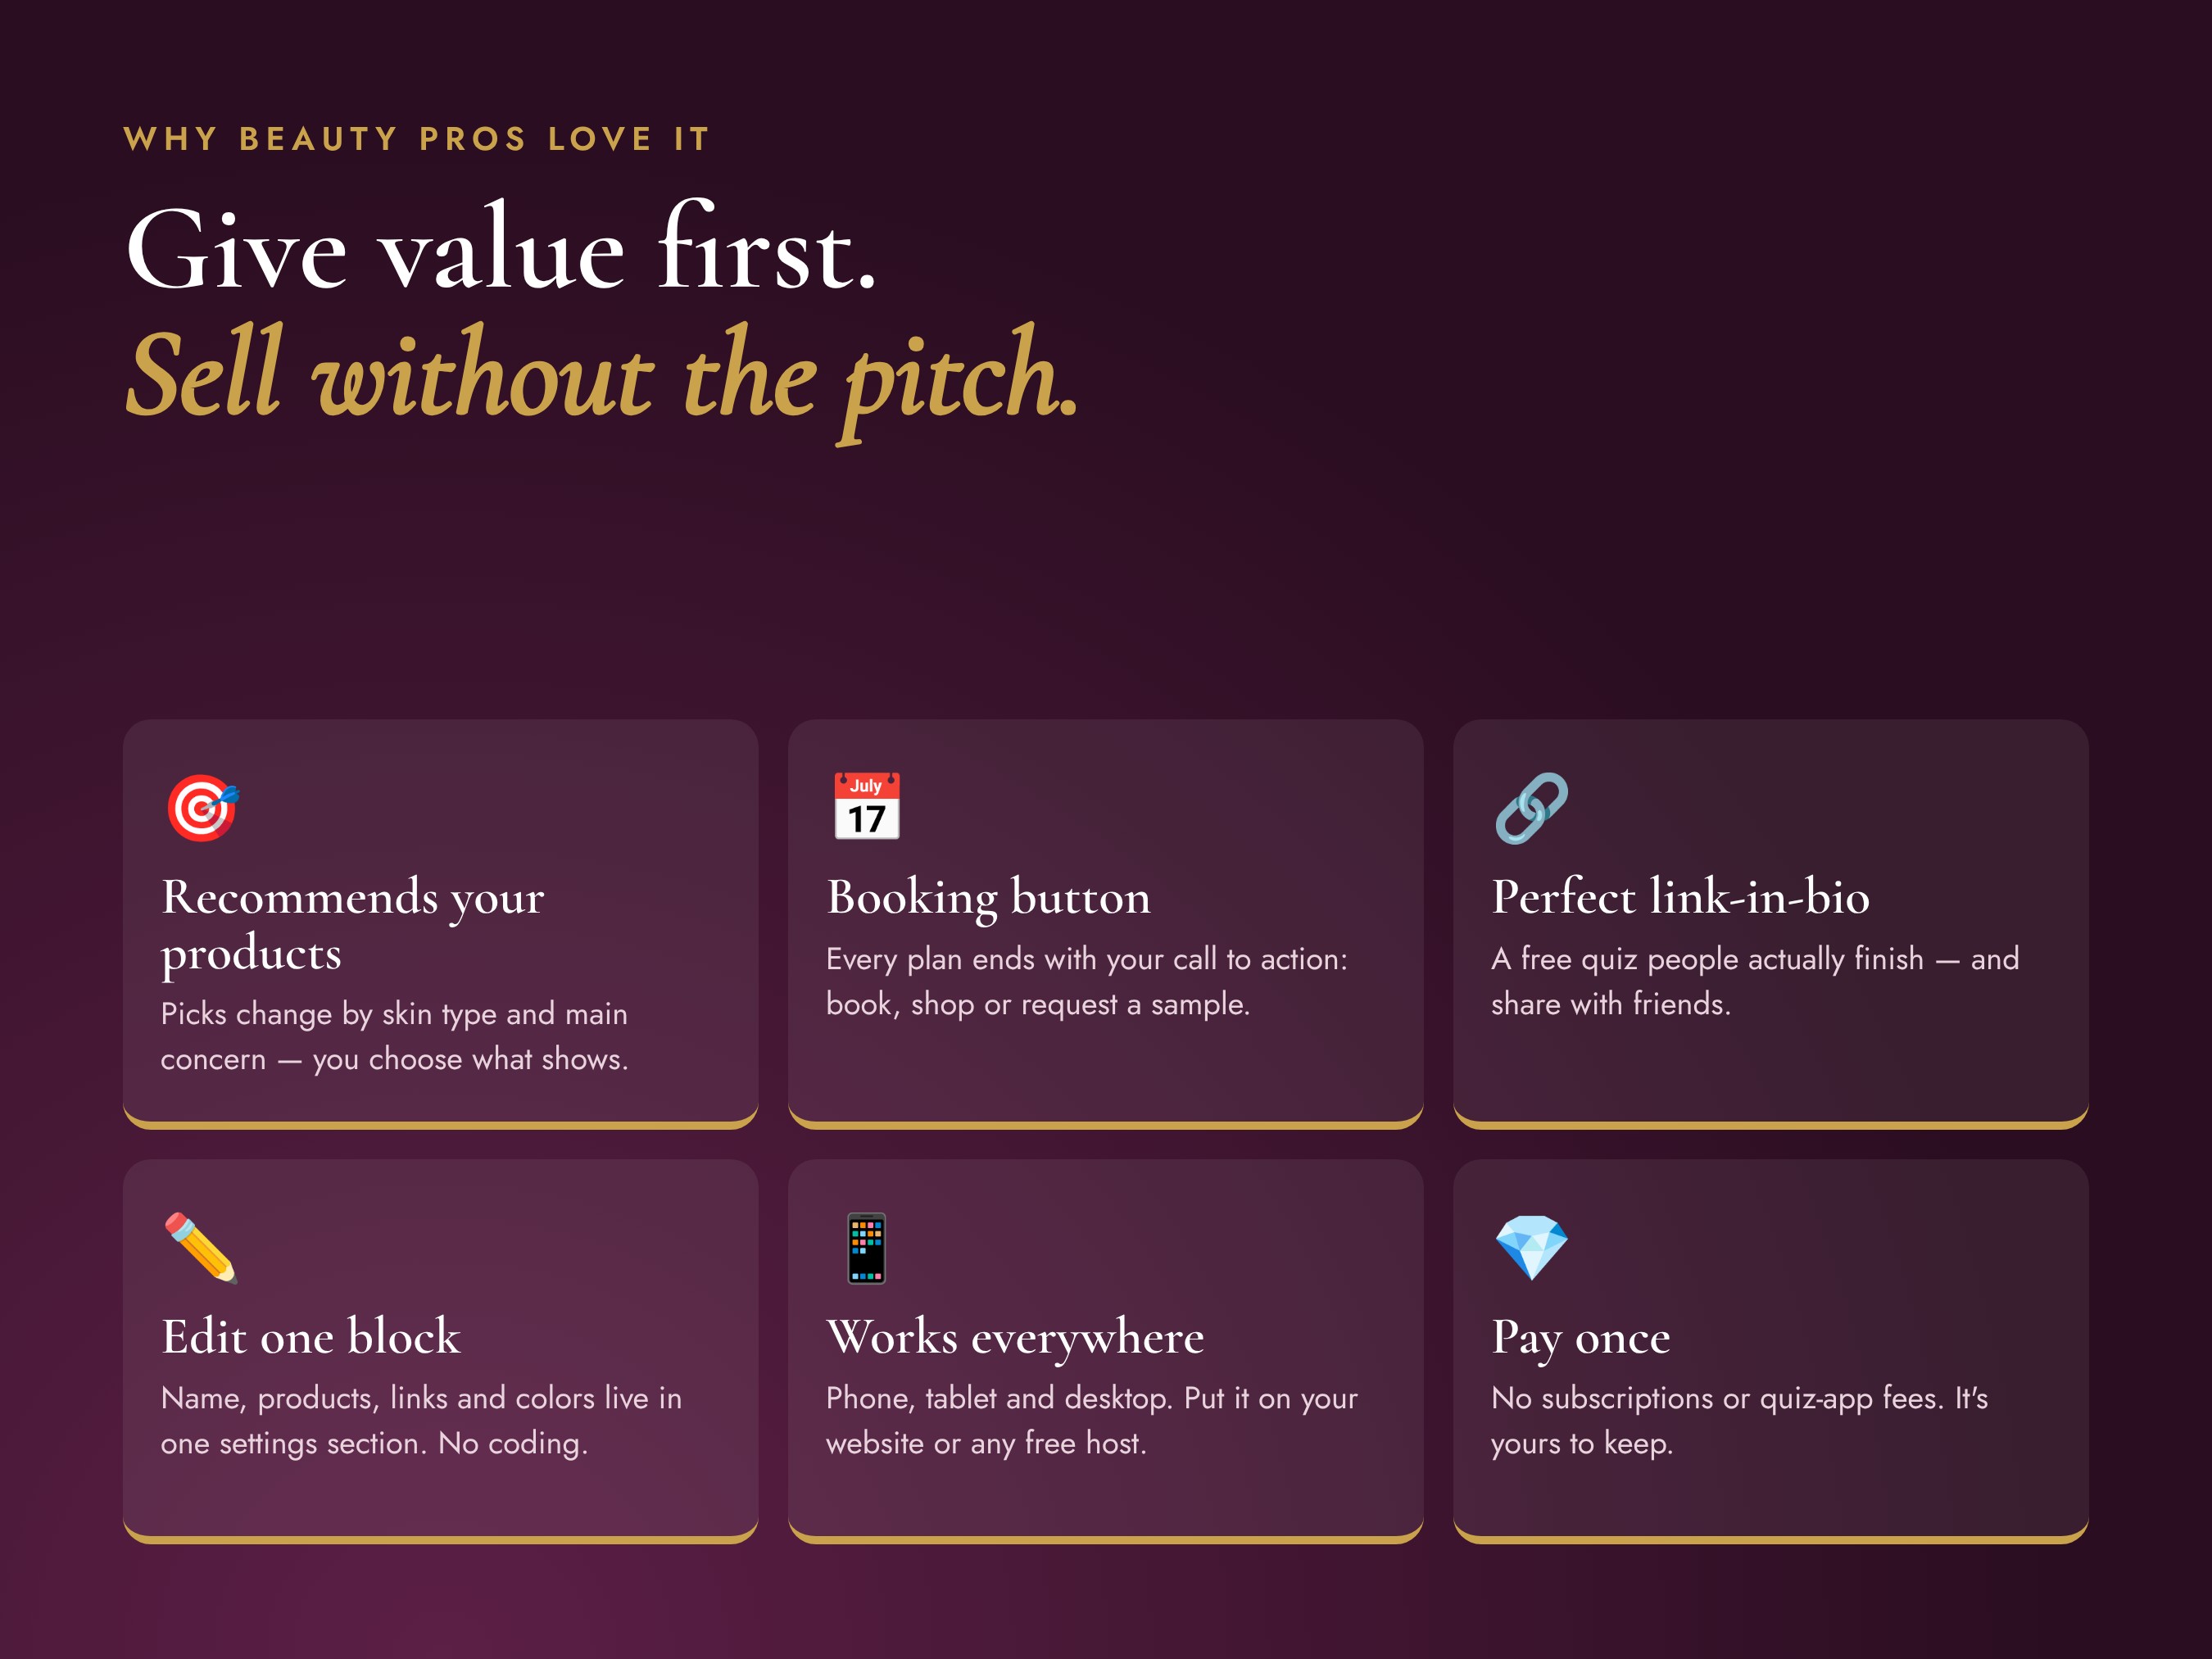 WHY BEAUTY PROS LOVE IT
Give value first.
Sell without the pitch.
Recommends your
products
Picks change by skin type and main
concern — you choose what shows.
July
17
Booking button
Every plan ends with your call to action:
book, shop or request a sample.
Perfect link-in-bio
A free quiz people actually finish — and
share with friends.
Edit one block
Name, products, links and colors live in
one settings section. No coding.
Works everywhere
Phone, tablet and desktop. Put it on your
website or any free host.
Pay once
No subscriptions or quiz-app fees. It's
yours to keep.